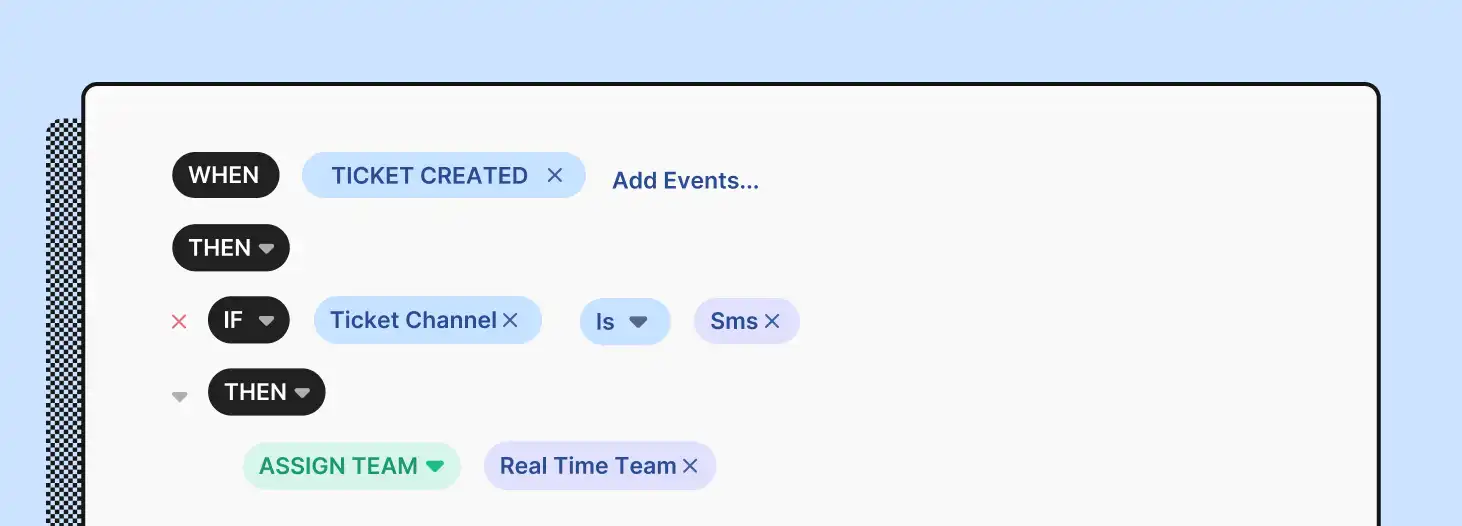 WHEN TICKET CREATED Add Events...
THEN
IF Ticket Channel Is Sms
THEN
ASSIGN TEAM Real Time Team